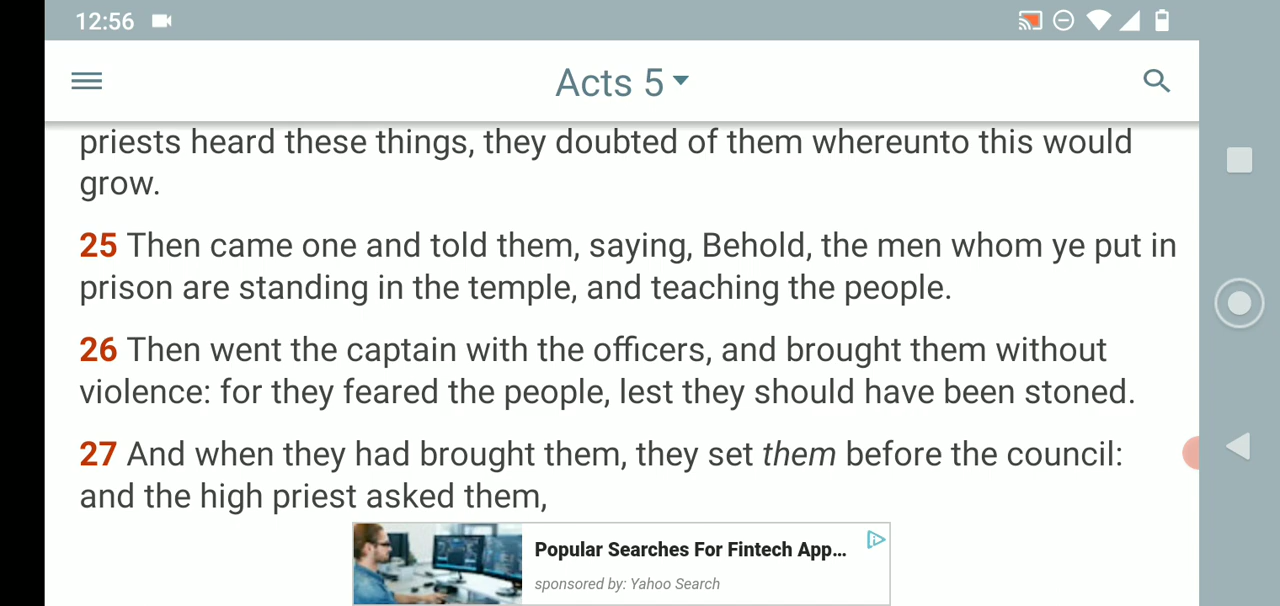 12:56
Acts 5
priests heard these things, they doubted of them whereunto this would
grow.
25 Then came one and told them, saying, Behold, the men whom ye put in
prison are standing in the temple, and teaching the people.
26 Then went the captain with the officers, and brought them without
violence: for they feared the people, lest they should have been stoned.
27 And when they had brought them, they set them before the council:
and the high priest asked them,
Popular Searches For Fintech App...
sponsored by: Yahoo Search